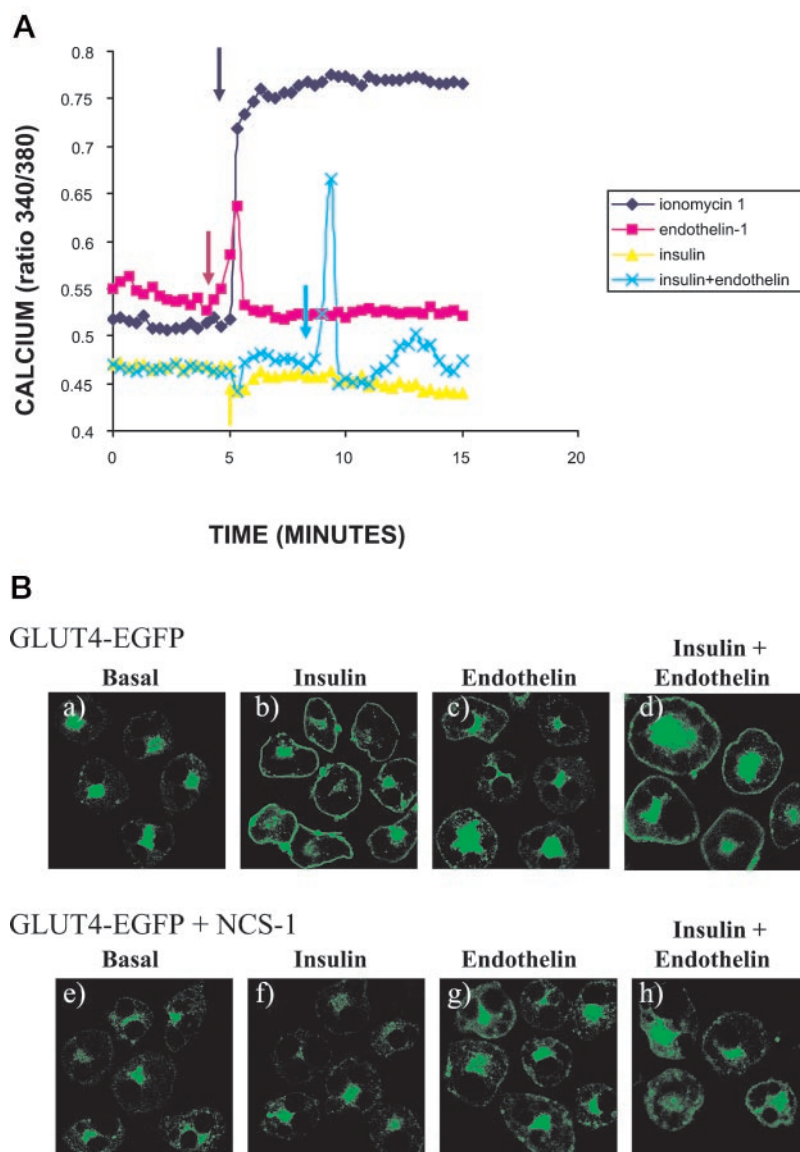 A
0.8
0.75
0.7
0.65
0.6
0.55
0.5
0.45
0.4
CALCIUM (ratio 340/380)
0
5
10
15
20
TIME (MINUTES)
ionomycin 1
endothelin-1
insulin
insulin+endothelin
B
GLUT4-EGFP
Basal
Insulin
Endothelin
Insulin +
Endothelin
a)
b)
c)
d)
GLUT4-EGFP + NCS-1
Basal
Insulin
Endothelin
Insulin +
Endothelin
e)
f)
g)
h)